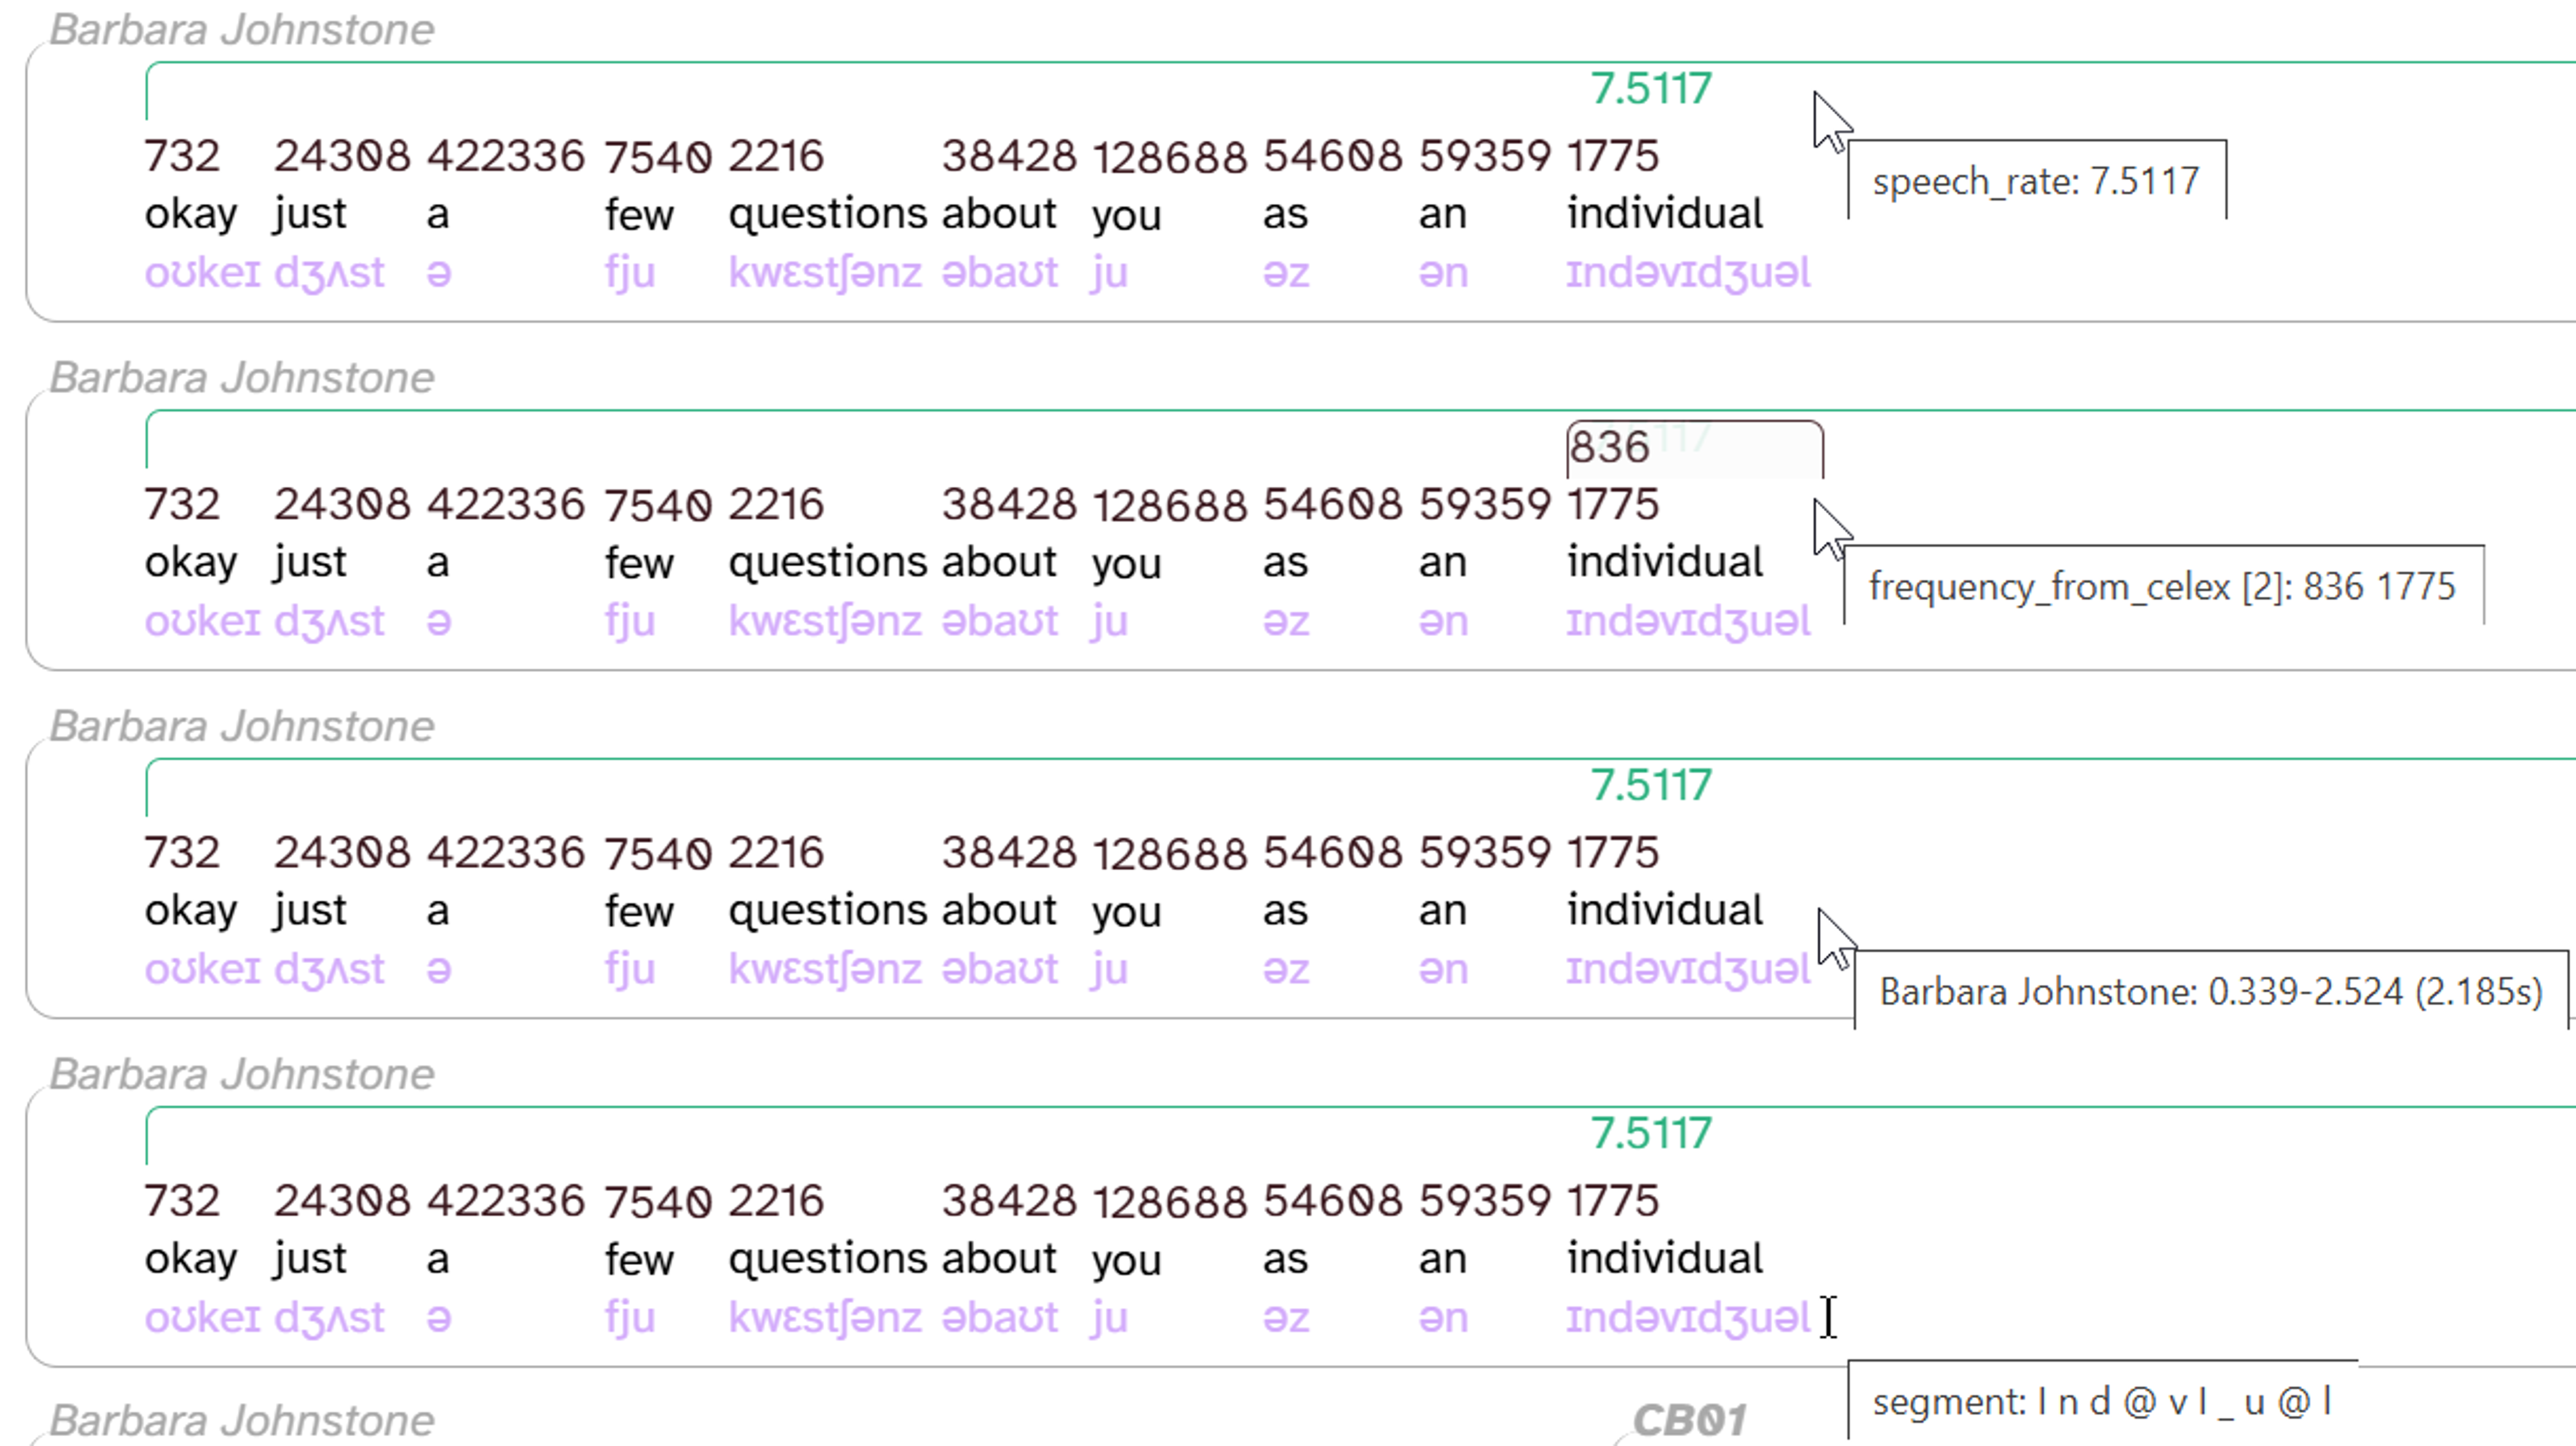 Barbara Johnstone
7.5117
732 24308 422336 7540 2216 38428 128688 54608 59359 1775
speech_rate: 7.5117
okay just a few questions about you as an individual
oʊkeɪ dʒʌst ə fju kwɛstʃənz əbaʊt ju əz ən ɪndəvɪdʒuəl
Barbara Johnstone
836
732 24308 422336 7540 2216 38428 128688 54608 59359 1775
okay just a few questions about you as an individual
frequency_from_celex [2]: 836 1775
oʊkeɪ dʒʌst ə fju kwɛstʃənz əbaʊt ju əz ən ɪndəvɪdʒuəl
Barbara Johnstone
7.5117
732 24308 422336 7540 2216 38428 128688 54608 59359 1775
okay just a few questions about you as an individual
oʊkeɪ dʒʌst ə fju kwɛstʃənz əbaʊt ju əz ən ɪndəvɪdʒuəl
Barbara Johnstone: 0.339-2.524 (2.185s)
Barbara Johnstone
7.5117
732 24308 422336 7540 2216 38428 128688 54608 59359 1775
okay just a few questions about you as an individual
oʊkeɪ dʒʌst ə fju kwɛstʃənz əbaʊt ju əz ən ɪndəvɪdʒuəl
segment: I n d @ v I _ u @ l
Barbara Johnstone CB01